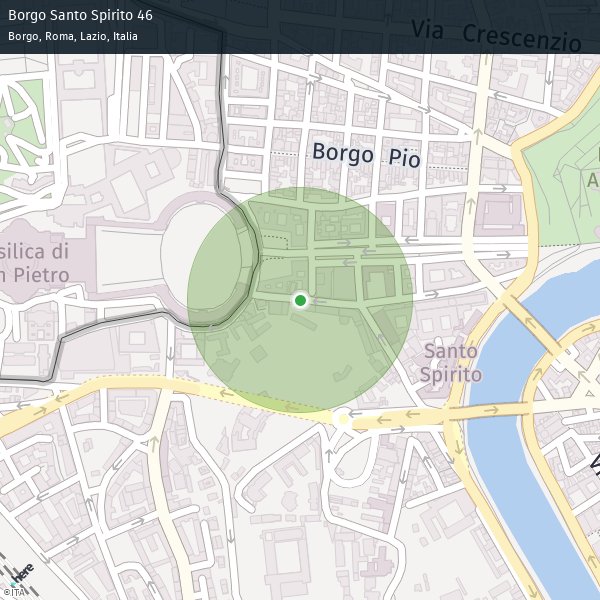 Borgo Santo Spirito 46
Borgo, Roma, Lazio, Italia
Via Crescenzio
Borgo Pio
silica di
Pietro
Santo
Spirito
here
©ITA